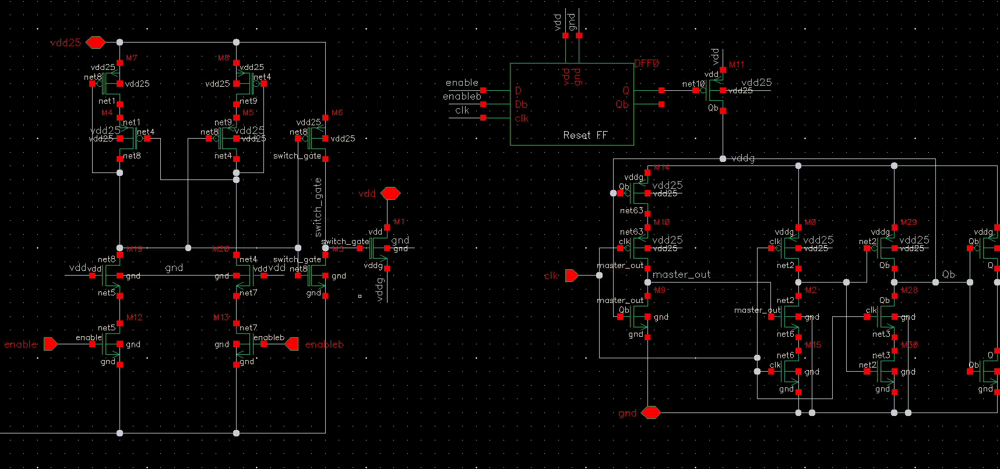 vdd25
M7
vdd25
net8
vdd25
net1
M8
vdd25
net4
vdd25
net9
M4
net1
vdd25
net4
vdd25
net8
M5
net9
net8
vdd25
vdd25
net4
M6
vdd25
net8
vdd25
switch_gate
switch_gate
vdd
M1
vdd
switch_gate
gnd
gnd
vddg
vddg
M19
net8
vdd
vdd
gnd
net5
gnd
M20
net4
gnd
vdd
vdd
net7
M3
switch_gate
net8
gnd
gnd
M12
net5
enable
enable
gnd
gnd
M13
net7
gnd
enableb
enableb
gnd
vdd
gnd
DFF0
vdd
gnd
enable
D
Q
enableb
Db
Qb
clk
clk
Reset FF
vdd
M11
vdd
net10
vdd25
vdd25
Qb
vddg
M14
vddg
Qb
vdd25
vdd25
net63
M10
net63
clk
vdd25
vdd25
master_out
clk
master_out
M9
master_out
Qb
gnd
gnd
M0
vddg
clk
vdd25
vdd25
net2
M2
net2
master_out
gnd
net6
M15
net6
clk
gnd
gnd
M29
vddg
net2
vdd25
vdd25
Qb
Qb
M28
Qb
clk
gnd
net3
M30
net3
net2
gnd
gnd
vddg
Qb
Q
Q
Qb
gnd
gnd